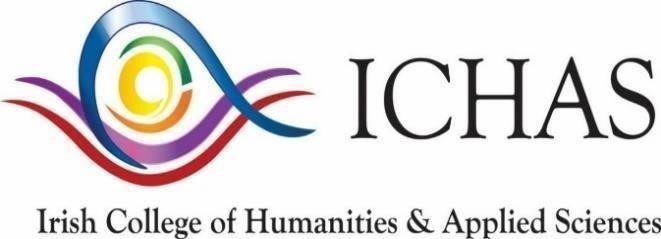 ICHAS
Irish College of Humanities & Applied Sciences